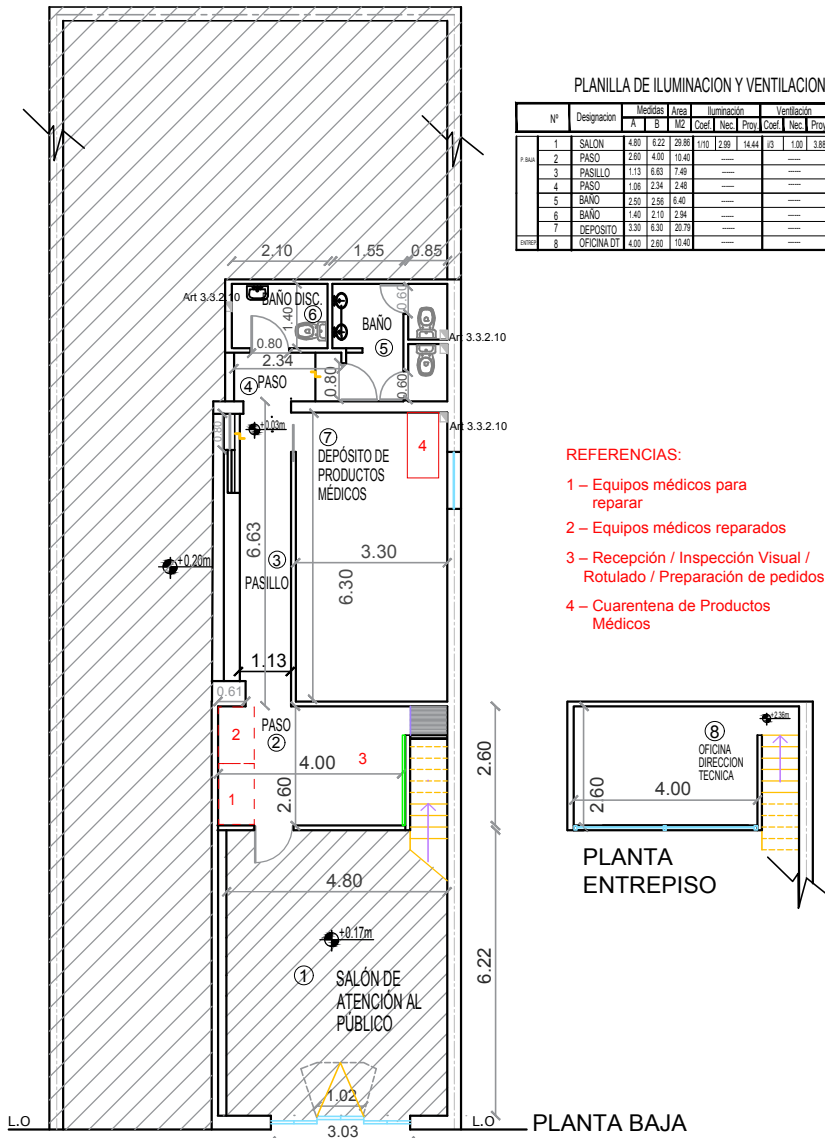 PLANILLA DE ILUMINACION Y VENTILACION
Nº Designacion Medidas Area Iluminación Ventilación
A B M2 Coef. Nec. Proy. Coef. Nec. Proy
P. BAJA
1 SALON 4.80 6.22 29.86 1/10 2.99 14.44 i/3 1.00 3.88
2 PASO 2.60 4.00 10.40 ----- -----
3 PASILLO 1.13 6.63 7.49 ----- -----
4 PASO 1.06 2.34 2.48 ----- -----
5 BAÑO 2.50 2.56 6.40 ----- -----
6 BAÑO 1.40 2.10 2.94 ----- -----
7 DEPOSITO 3.30 6.30 20.79 ----- -----
ENTREP 8 OFICINA DT 4.00 2.60 10.40 ----- -----
2.10 1.55 0.85
Art 3.3.2.10
BAÑO DISC.
6
1.40
0.80
BAÑO
5
0.60
Art 3.3.2.10
2.34
4 PASO
0.80
0.60
0.80
+0.03m
7
DEPÓSITO DE
PRODUCTOS
MÉDICOS
4
Art 3.3.2.10
6.63
3
PASILLO
3.30
6.30
+0.20m
1.13
0.61
PASO
2
2
1
4.00
3
2.60
2.60
4.80
+0.17m
1 SALÓN DE
ATENCIÓN AL
PÚBLICO
6.22
1.02
3.03
L.O
L.O
PLANTA BAJA
REFERENCIAS:
1 – Equipos médicos para
reparar
2 – Equipos médicos reparados
3 – Recepción / Inspección Visual /
Rotulado / Preparación de pedidos
4 – Cuarentena de Productos
Médicos
8
OFICINA
DIRECCION
TECNICA
+2.36m
2.60
4.00
PLANTA
ENTREPISO